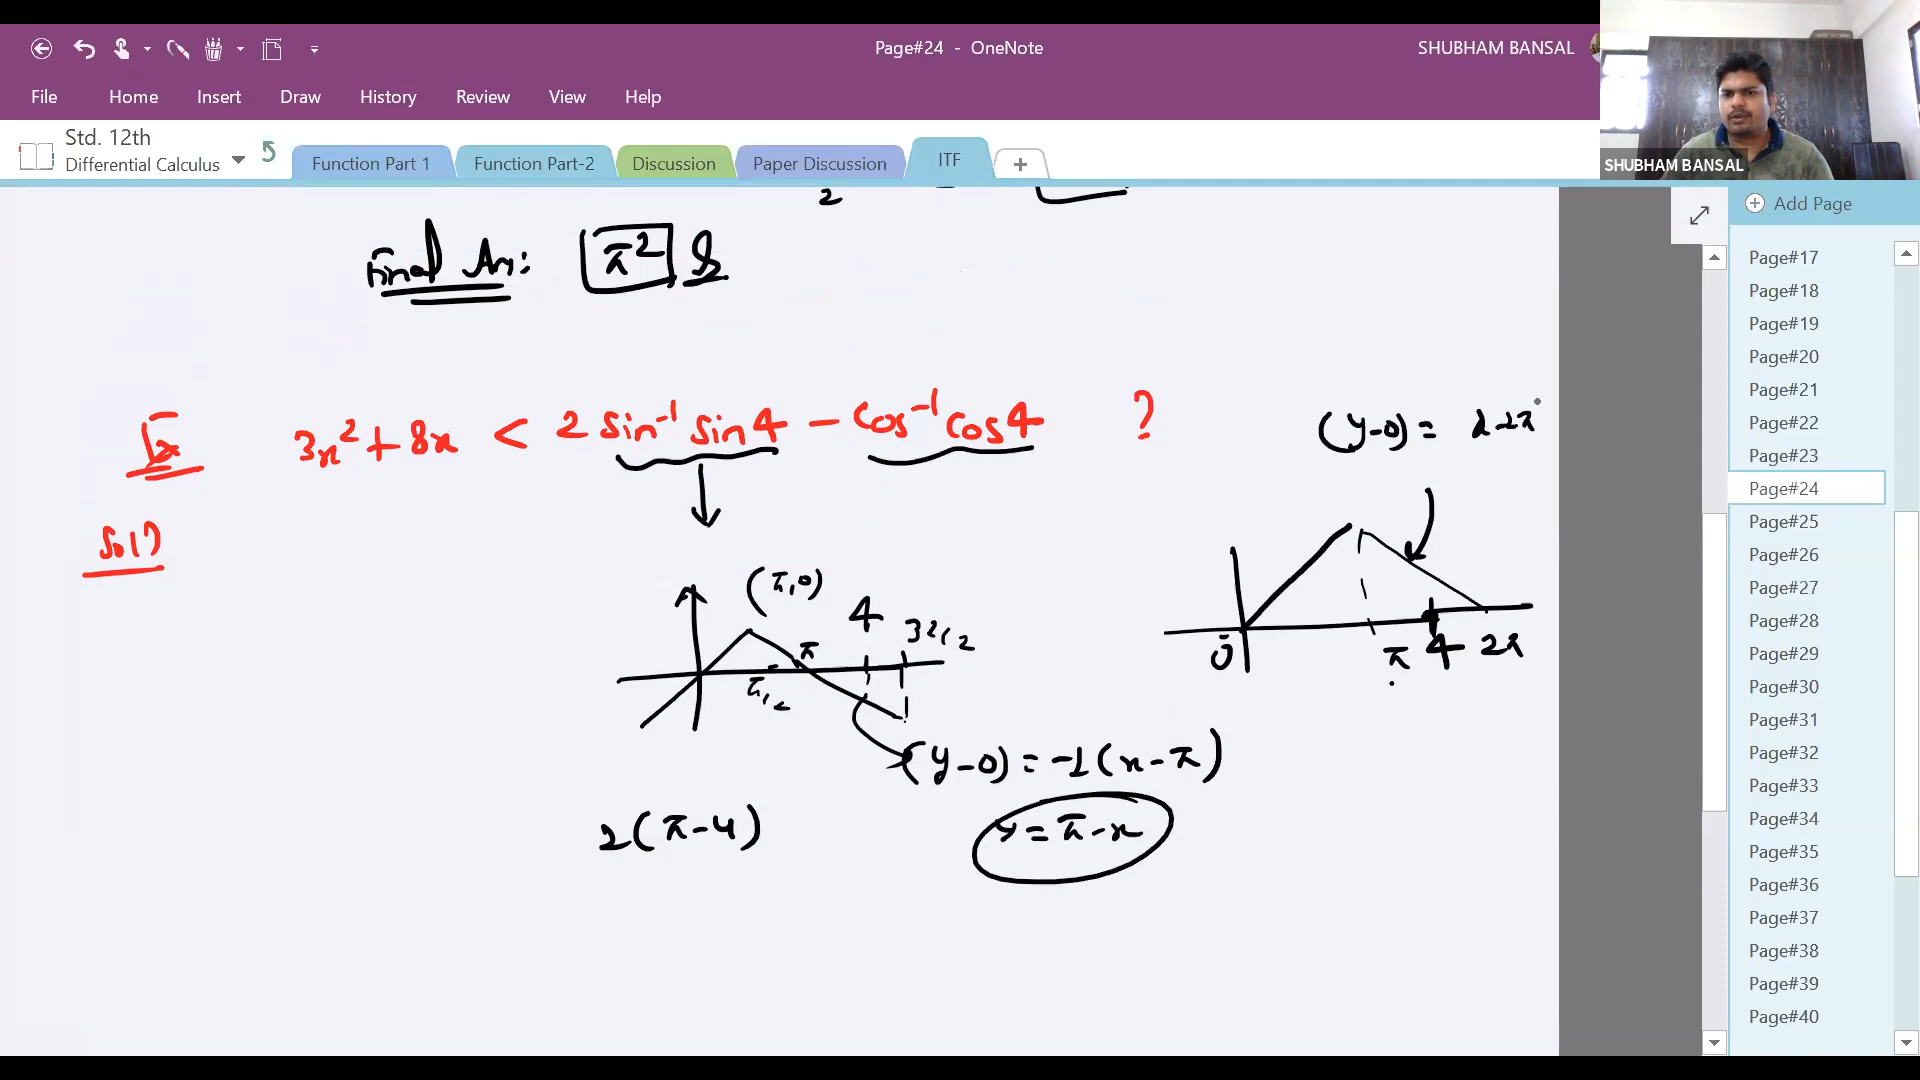 Page#24 - OneNote
SHUBHAM BANSAL
File Home Insert Draw History Review View Help
SHUBHAM BANSAL
Std. 12th
Differential Calculus
Function Part 1
Function Part-2
Discussion
Paper Discussion
ITF
Add Page
2
Final Ans: π²
Ex 3x² + 8x < 2 sin⁻¹ sin4 – cos⁻¹ cos4 ?
(y–0) =
Sol)
(π,0)
4
3π/2
π
π/2
0
π 4 2π
(y–0) = –1(x–π)
2(π–4)
y = π–x
Page#17
Page#18
Page#19
Page#20
Page#21
Page#22
Page#23
Page#24
Page#25
Page#26
Page#27
Page#28
Page#29
Page#30
Page#31
Page#32
Page#33
Page#34
Page#35
Page#36
Page#37
Page#38
Page#39
Page#40